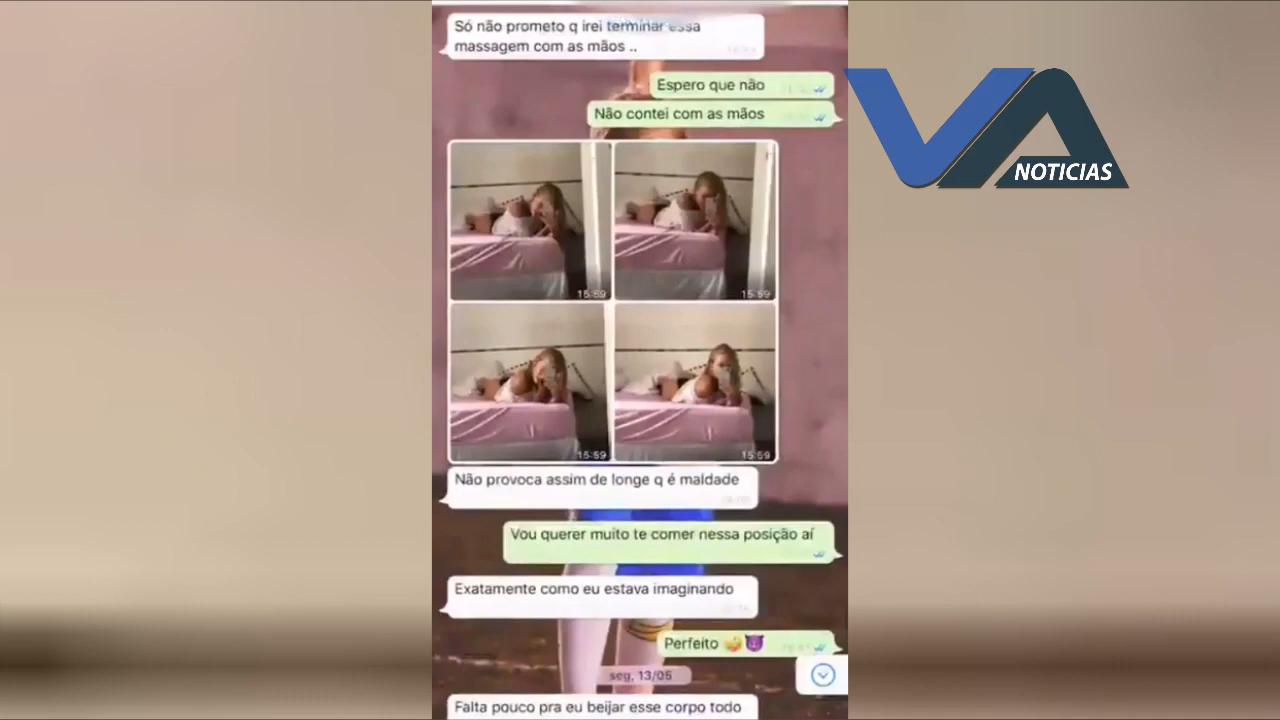 Só não prometo q irei terminar essa
massagem com as mãos ..
Espero que não
Não contei com as mãos
VA
NOTICIAS
15:59
15:59
15:59
15:59
Não provoca assim de longe q é maldade
Vou querer muito te comer nessa posição aí
Exatamente como eu estava imaginando
Perfeito 🤪😈
seg, 13/05
Falta pouco pra eu beijar esse corpo todo